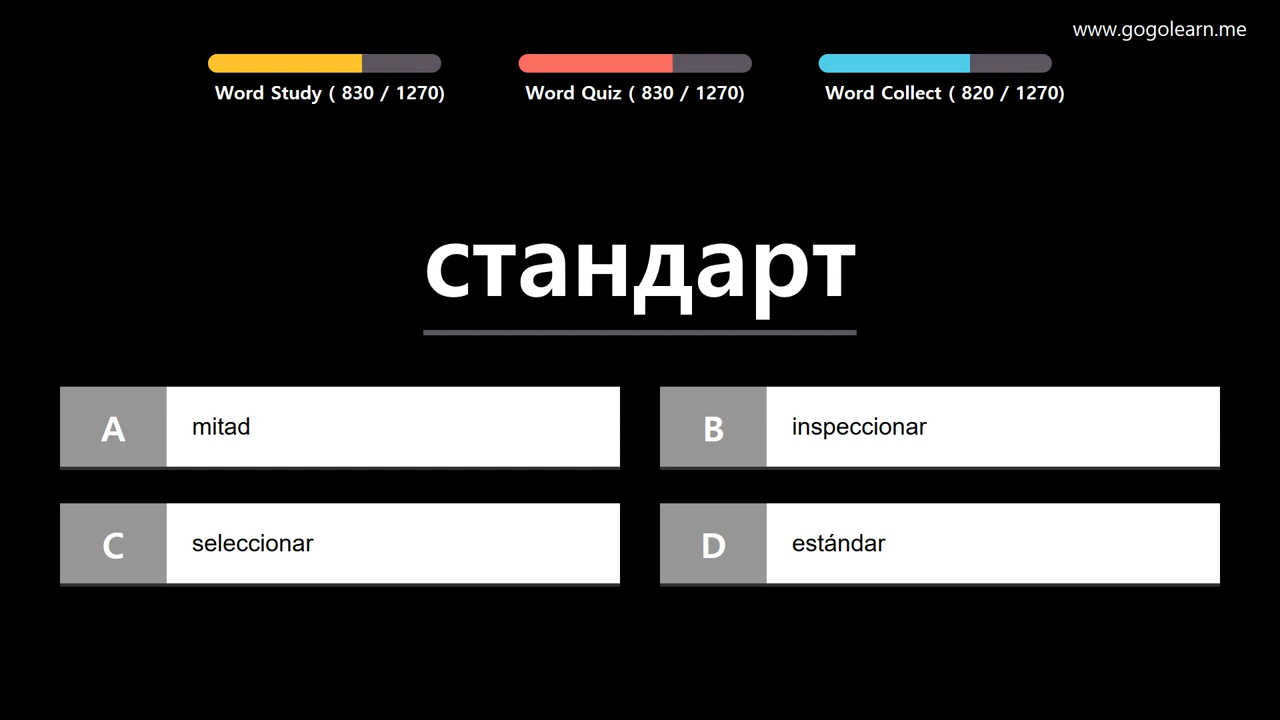 www.gogolearn.me
Word Study ( 830 / 1270)
Word Quiz ( 830 / 1270)
Word Collect ( 820 / 1270)
стандарт
A mitad
B inspeccionar
C seleccionar
D estándar